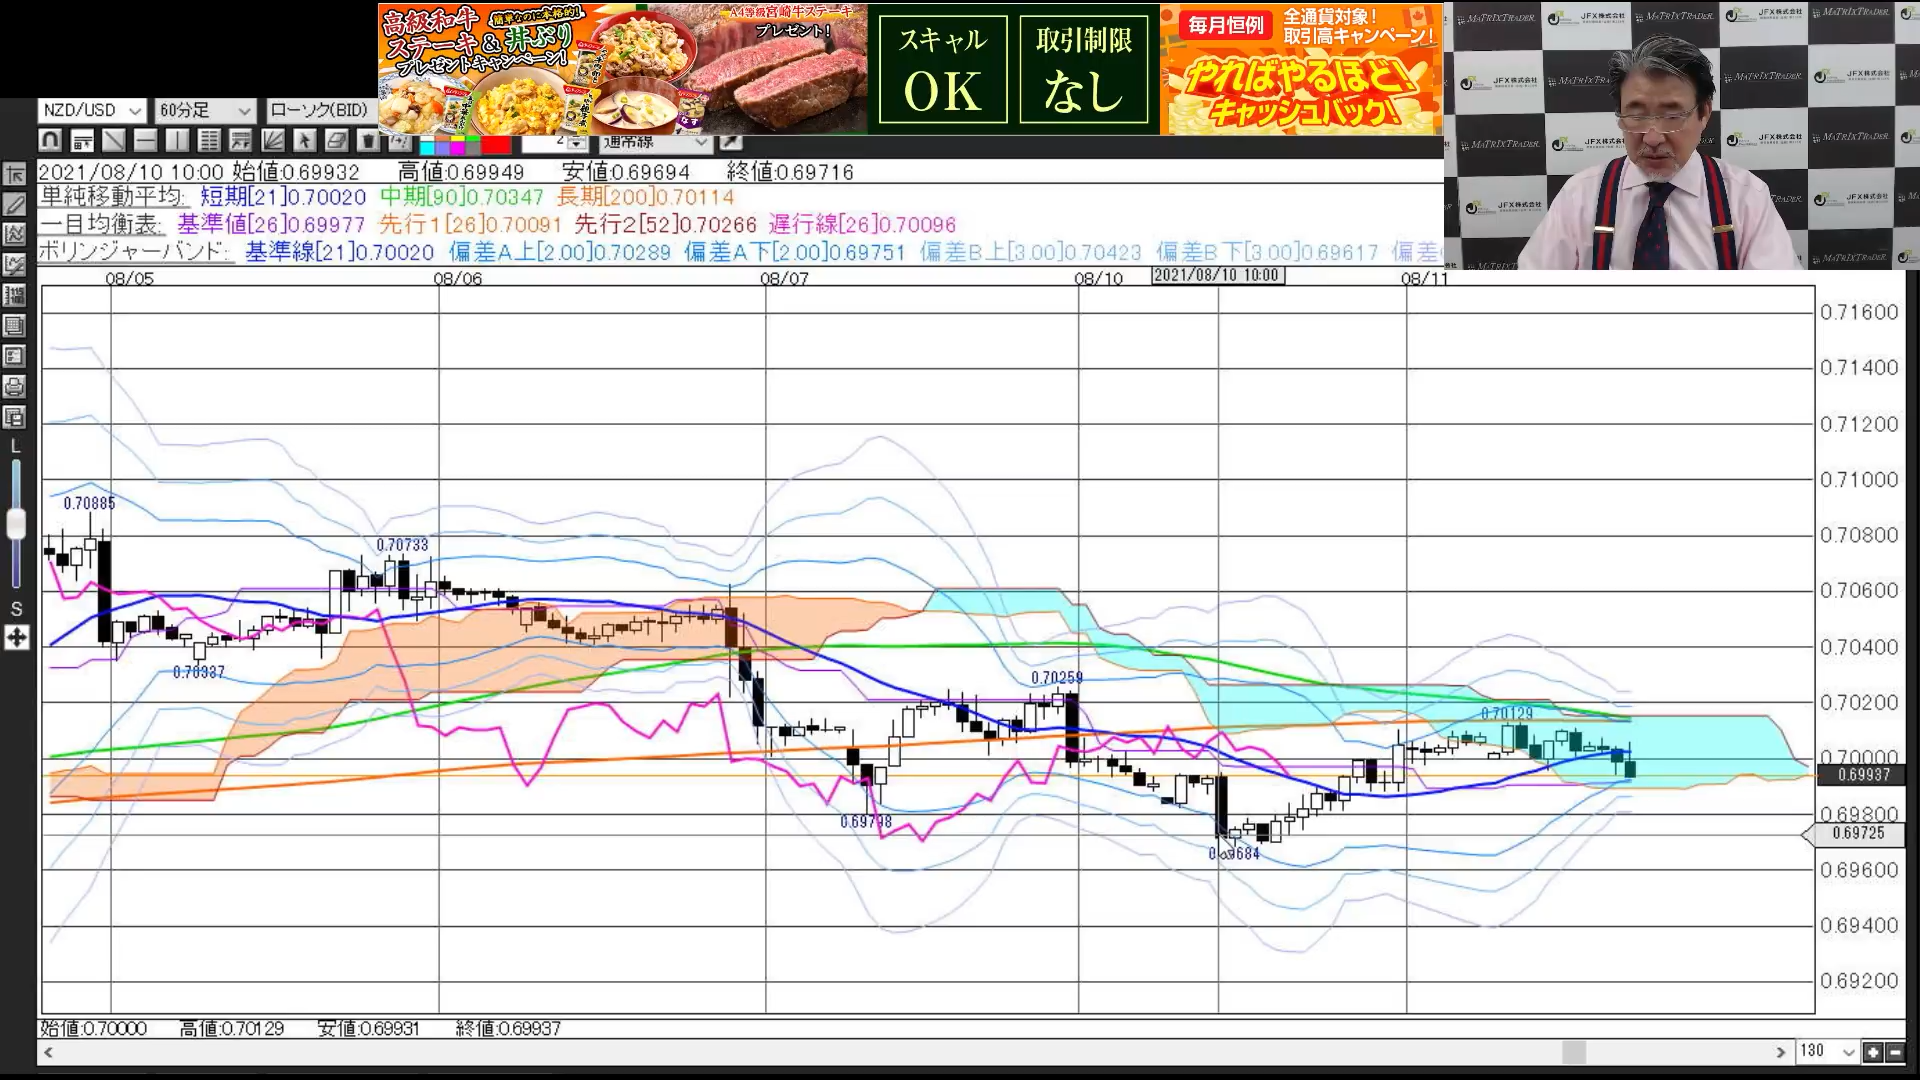 高級和牛
簡単なのに本格的!
ステーキ&丼ぶり
プレゼントキャンペーン!
A4等級宮崎牛ステーキ
プレゼント!
スキャル
OK
取引制限
なし
毎月恒例
全通貨対象!
取引高キャンペーン!
やればやるほど!
キャッシュバック!
MATRIXTRADER
JFX株式会社
NZD/USD
60分足
ローソク(BID)
2
通常線
2021/08/10 10:00 始値:0.69932 高値:0.69949 安値:0.69694 終値:0.69716
単純移動平均: 短期[21]0.70020 中期[90]0.70347 長期[200]0.70114
一目均衡表: 基準値[26]0.69977 先行1[26]0.70091 先行2[52]0.70266 遅行線[26]0.70096
ボリンジャーバンド: 基準線[21]0.70020 偏差A上[2.00]0.70289 偏差A下[2.00]0.69751 偏差B上[3.00]0.70423 偏差B下[3.00]0.69617 偏差
08/05 08/06 08/07 08/10 2021/08/10 10:00 08/11
0.71600
0.71400
0.71200
0.71000
0.70800
0.70600
0.70400
0.70200
0.70000
0.69937
0.69800
0.69725
0.69600
0.69400
0.69200
L
S
0.70885
0.70733
0.70337
0.70259
0.70129
始値:0.70000 高値:0.70129 安値:0.69931 終値:0.69937
130